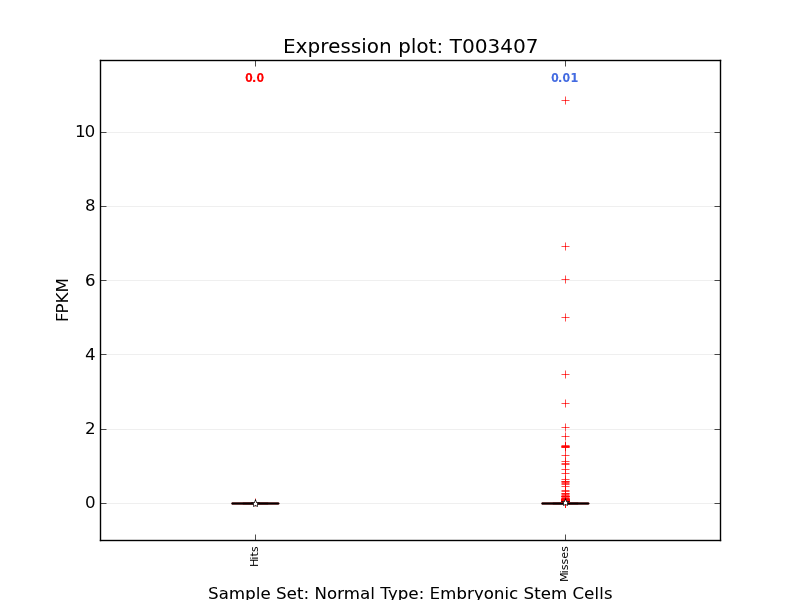 Expression plot: T003407
0.0
0.01
10
8
6
4
2
0
FPKM
Hits
Misses
Sample Set: Normal Type: Embryonic Stem Cells